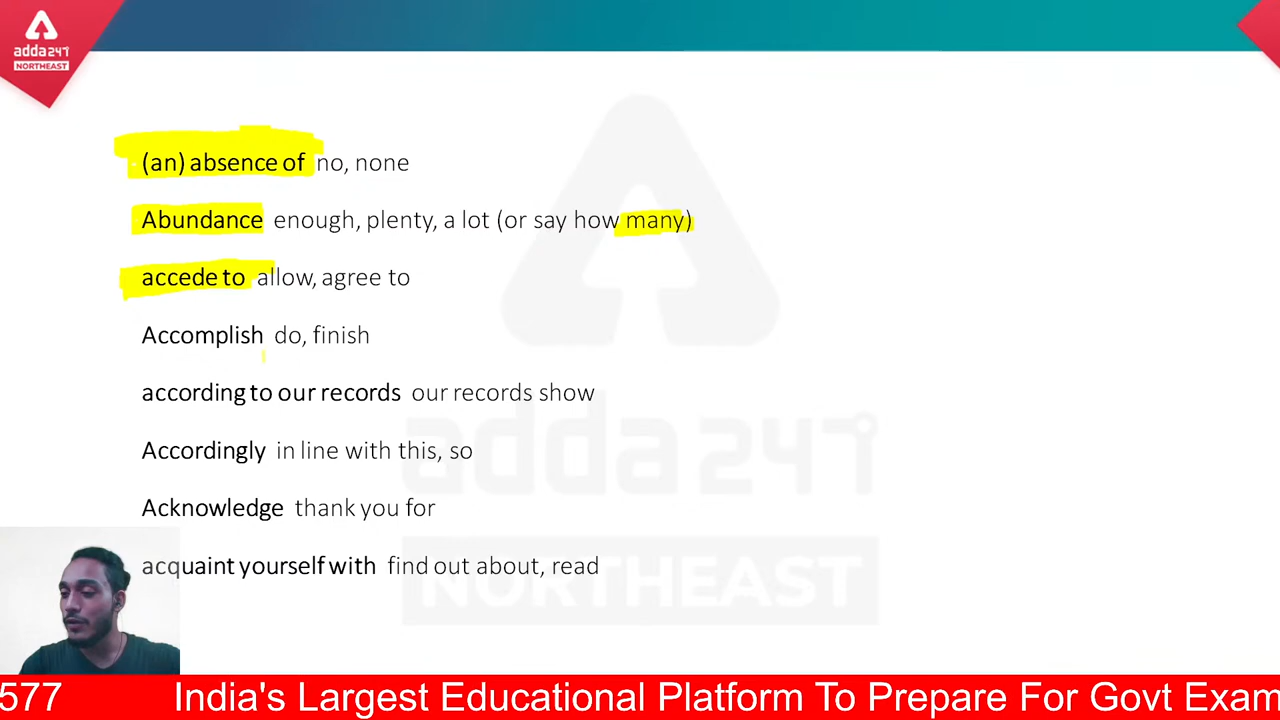 adda247
NORTHEAST
(an) absence of no, none
Abundance enough, plenty, a lot (or say how many)
accede to allow, agree to
Accomplish do, finish
according to our records our records show
Accordingly in line with this, so
Acknowledge thank you for
acquaint yourself with find out about, read
adda247
NORTHEAST
577 India's Largest Educational Platform To Prepare For Govt Exam